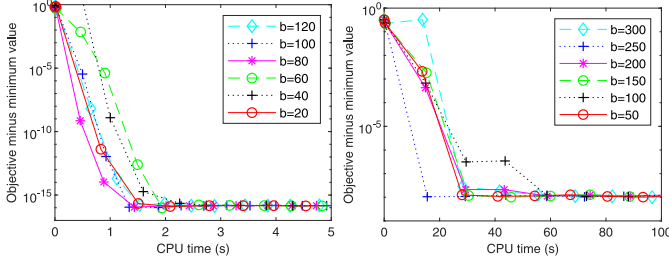 Objective minus minimum value
10^0
10^-5
10^-10
10^-15
0
1
2
3
4
5
CPU time (s)
b=120
b=100
b=80
b=60
b=40
b=20
Objective minus minimum value
10^0
10^-5
0
20
40
60
80
100
CPU time (s)
b=300
b=250
b=200
b=150
b=100
b=50